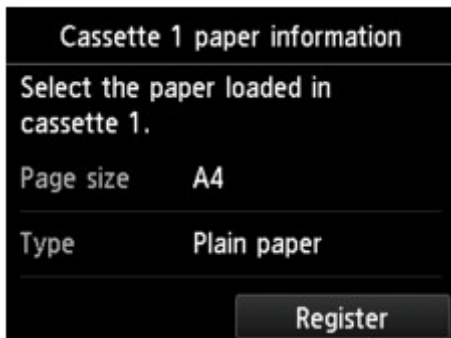 Cassette 1 paper information
Select the paper loaded in
cassette 1.
Page size A4
Type Plain paper
Register